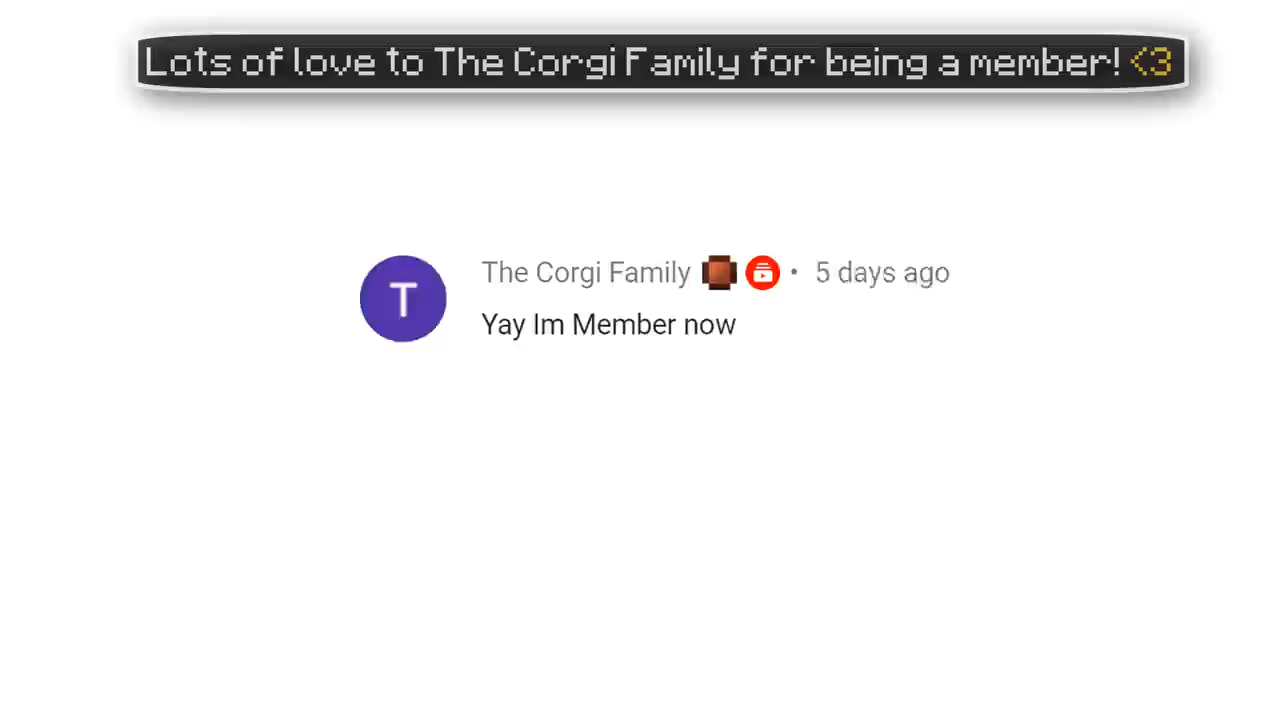 Lots of love to The Corgi Family for being a member! <3
The Corgi Family • 5 days ago
T
Yay Im Member now